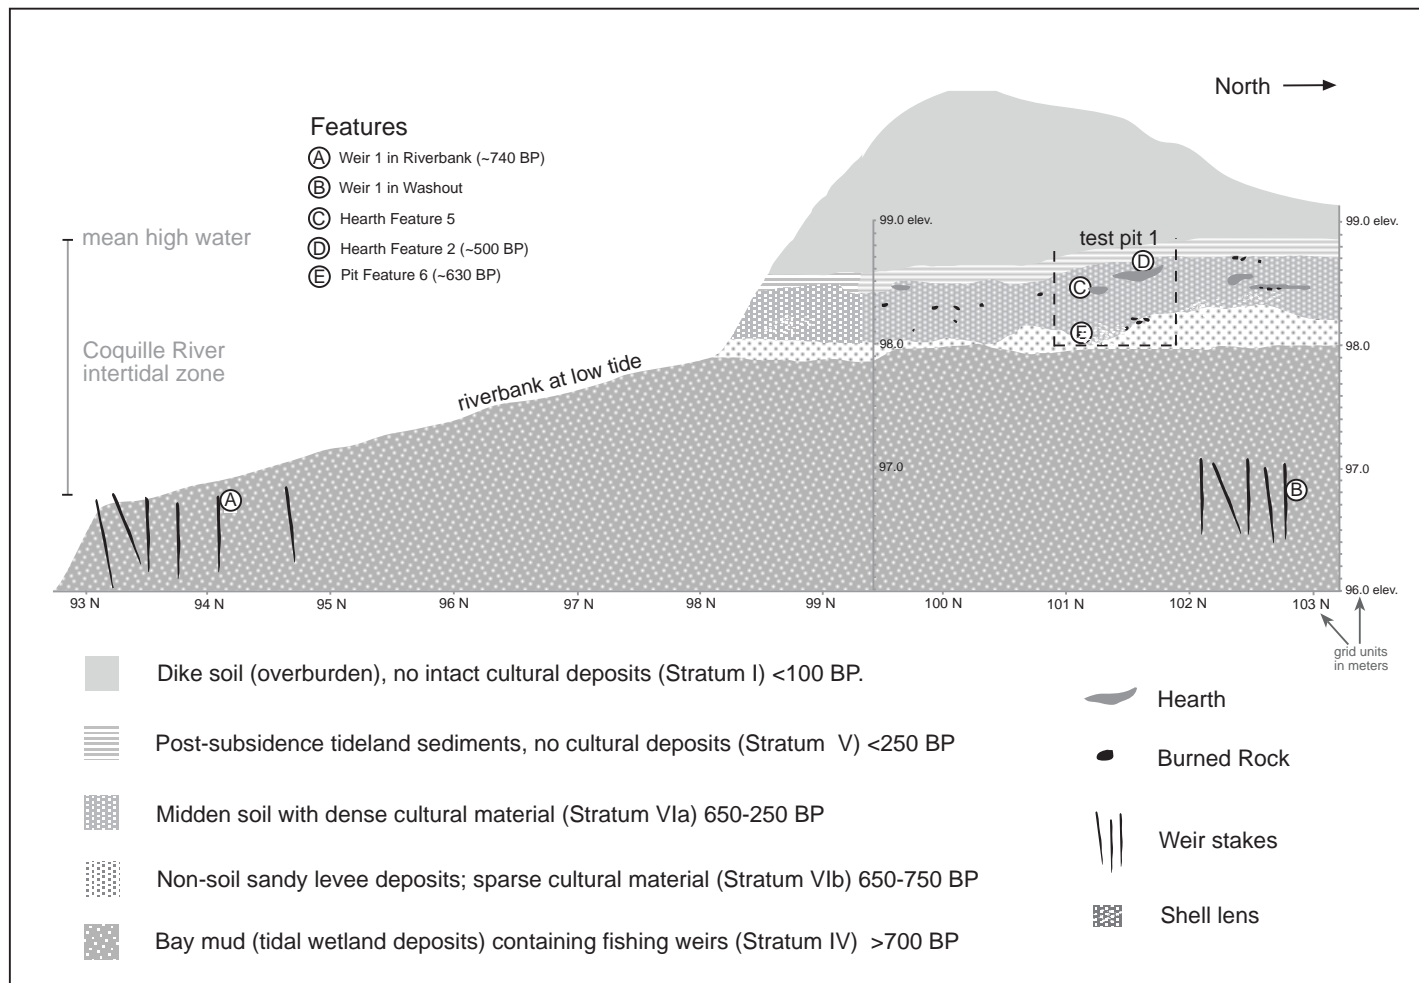 North
Features
A Weir 1 in Riverbank (~740 BP)
B Weir 1 in Washout
C Hearth Feature 5
D Hearth Feature 2 (~500 BP)
E Pit Feature 6 (~630 BP)
mean high water
Coquille River
intertidal zone
riverbank at low tide
99.0 elev.
99.0 elev.
test pit 1
D
C
E
98.0
98.0
97.0
97.0
A
B
93 N
94 N
95 N
96 N
97 N
98 N
99 N
100 N
101 N
102 N
103 N
96.0 elev.
grid units
in meters
Dike soil (overburden), no intact cultural deposits (Stratum I) <100 BP.
Post-subsidence tideland sediments, no cultural deposits (Stratum V) <250 BP
Midden soil with dense cultural material (Stratum VIa) 650-250 BP
Non-soil sandy levee deposits; sparse cultural material (Stratum VIb) 650-750 BP
Bay mud (tidal wetland deposits) containing fishing weirs (Stratum IV) >700 BP
Hearth
Burned Rock
Weir stakes
Shell lens